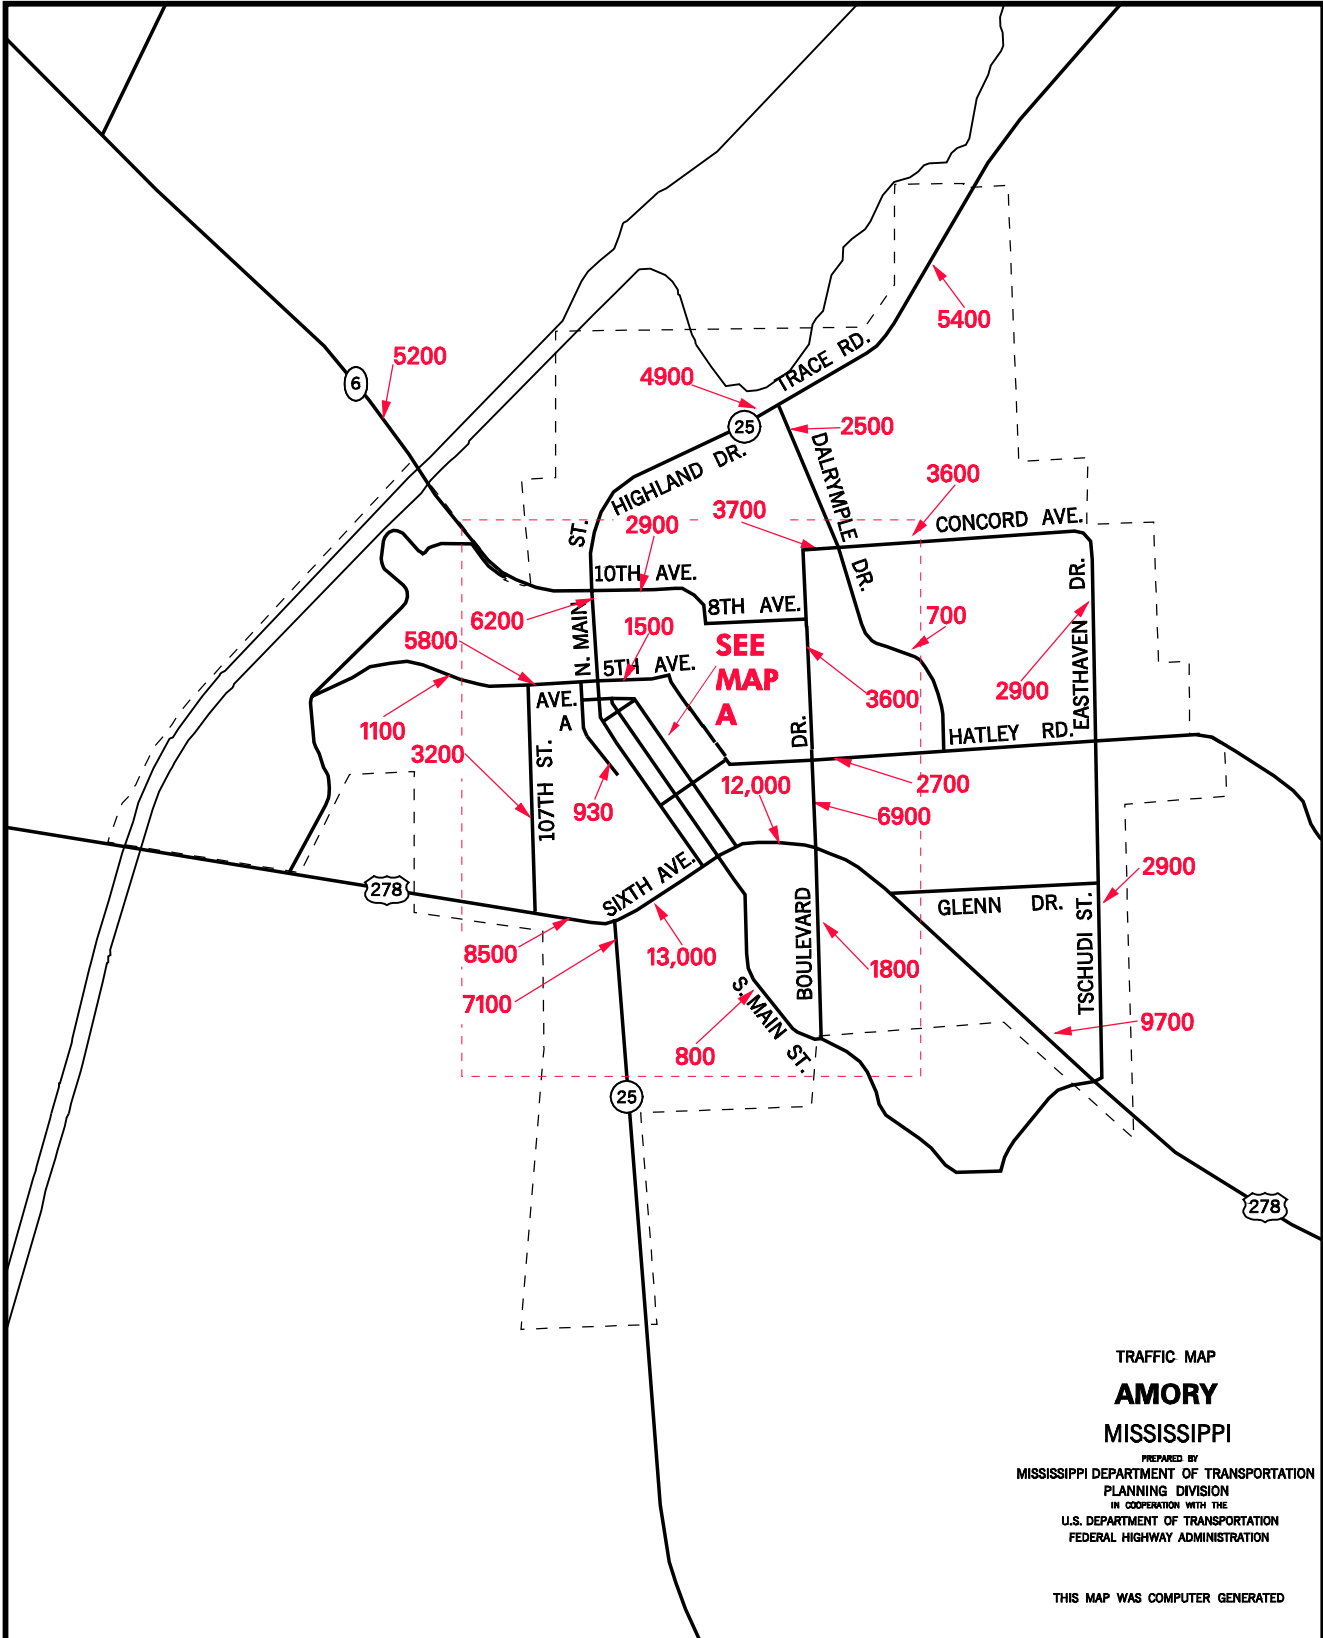 5400
5200
6
TRACE RD.
4900
25
2500
HIGHLAND DR.
DALRYMPLE DR.
3600
3700
CONCORD AVE.
2900
N. MAIN ST.
10TH AVE.
EASTHAVEN DR.
8TH AVE.
6200
1500
700
5800
SEE
MAP
A
5TH AVE.
2900
3600
AVE.
A
1100
HATLEY RD.
3200
107TH ST.
12,000
2700
930
6900
2900
278
SIXTH AVE.
BOULEVARD DR.
GLENN DR.
TSCHUDI ST.
8500
13,000
1800
7100
S. MAIN ST.
9700
800
25
278
TRAFFIC MAP
AMORY
MISSISSIPPI
PREPARED BY
MISSISSIPPI DEPARTMENT OF TRANSPORTATION
PLANNING DIVISION
IN COOPERATION WITH THE
U.S. DEPARTMENT OF TRANSPORTATION
FEDERAL HIGHWAY ADMINISTRATION
THIS MAP WAS COMPUTER GENERATED